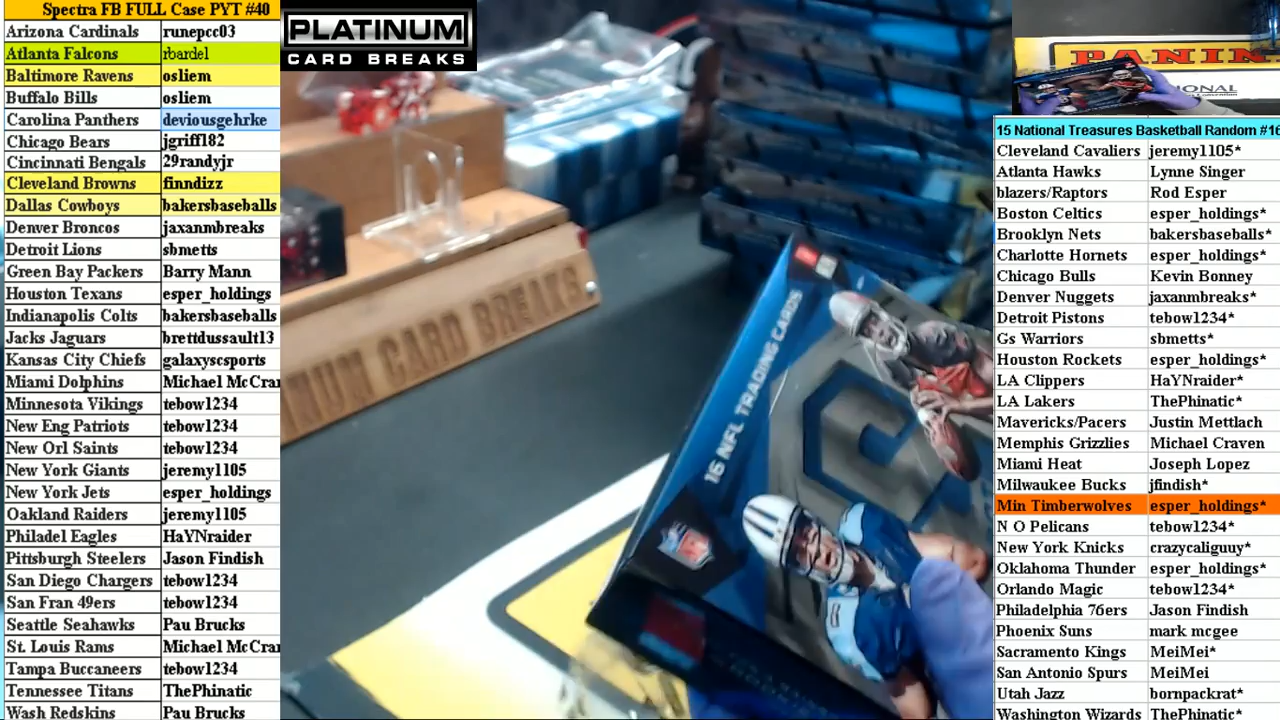 Spectra FB FULL Case PYT #40
Arizona Cardinals runepcc03
Atlanta Falcons rbardel
Baltimore Ravens osliem
Buffalo Bills osliem
Carolina Panthers deviousgehrke
Chicago Bears jgriff182
Cincinnati Bengals 29randyjr
Cleveland Browns finndizz
Dallas Cowboys bakersbaseballs
Denver Broncos jaxanmbreaks
Detroit Lions sbmetts
Green Bay Packers Barry Mann
Houston Texans esper_holdings
Indianapolis Colts bakersbaseballs
Jacks Jaguars brettdussault13
Kansas City Chiefs galaxyscsports
Miami Dolphins Michael McCra
Minnesota Vikings tebow1234
New Eng Patriots tebow1234
New Orl Saints tebow1234
New York Giants jeremy1105
New York Jets esper_holdings
Oakland Raiders jeremy1105
Philadel Eagles HaYNraider
Pittsburgh Steelers Jason Findish
San Diego Chargers tebow1234
San Fran 49ers tebow1234
Seattle Seahawks Pau Brucks
St. Louis Rams Michael McCra
Tampa Buccaneers tebow1234
Tennessee Titans ThePhinatic
Wash Redskins Pau Brucks
PLATINUM
CARD BREAKS
NUM CARD BREAKS
16 NFL TRADING CARDS
NFL
PANIN
ONAL
15 National Treasures Basketball Random #16
Cleveland Cavaliers jeremy1105*
Atlanta Hawks Lynne Singer
blazers/Raptors Rod Esper
Boston Celtics esper_holdings*
Brooklyn Nets bakersbaseballs*
Charlotte Hornets esper_holdings*
Chicago Bulls Kevin Bonney
Denver Nuggets jaxanmbreaks*
Detroit Pistons tebow1234*
Gs Warriors sbmetts*
Houston Rockets esper_holdings*
LA Clippers HaYNraider*
LA Lakers ThePhinatic*
Mavericks/Pacers Justin Mettlach
Memphis Grizzlies Michael Craven
Miami Heat Joseph Lopez
Milwaukee Bucks jfindish*
Min Timberwolves esper_holdings*
N O Pelicans tebow1234*
New York Knicks crazycaliguuy*
Oklahoma Thunder esper_holdings*
Orlando Magic tebow1234*
Philadelphia 76ers Jason Findish
Phoenix Suns mark mcgee
Sacramento Kings MeiMei*
San Antonio Spurs MeiMei
Utah Jazz bornpackrat*
Washington Wizards ThePhinatic*